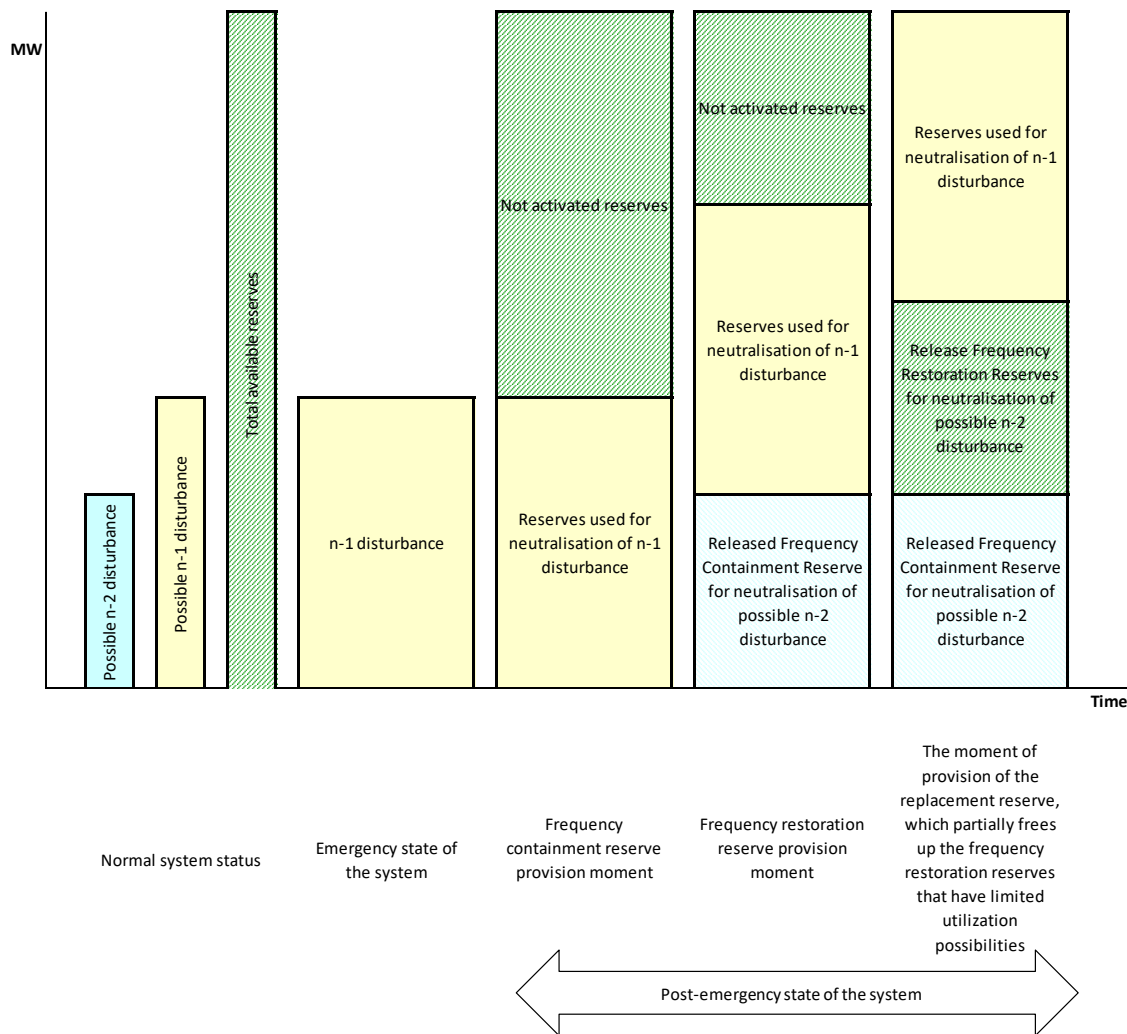 MW
Possible n-2 disturbance
Possible n-1 disturbance
Total available reserves
n-1 disturbance
Not activated reserves
Reserves used for
neutralisation of n-1
disturbance
Not activated reserves
Reserves used for
neutralisation of n-1
disturbance
Released Frequency
Containment Reserve
for neutralisation of
possible n-2
disturbance
Reserves used for
neutralisation of n-1
disturbance
Release Frequency
Restoration Reserves
for neutralisation of
possible n-2
disturbance
Released Frequency
Containment Reserve
for neutralisation of
possible n-2
disturbance
Time
Normal system status
Emergency state of
the system
Frequency
containment reserve
provision moment
Frequency restoration
reserve provision
moment
The moment of
provision of the
replacement reserve,
which partially frees
up the frequency
restoration reserves
that have limited
utilization
possibilities
Post-emergency state of the system